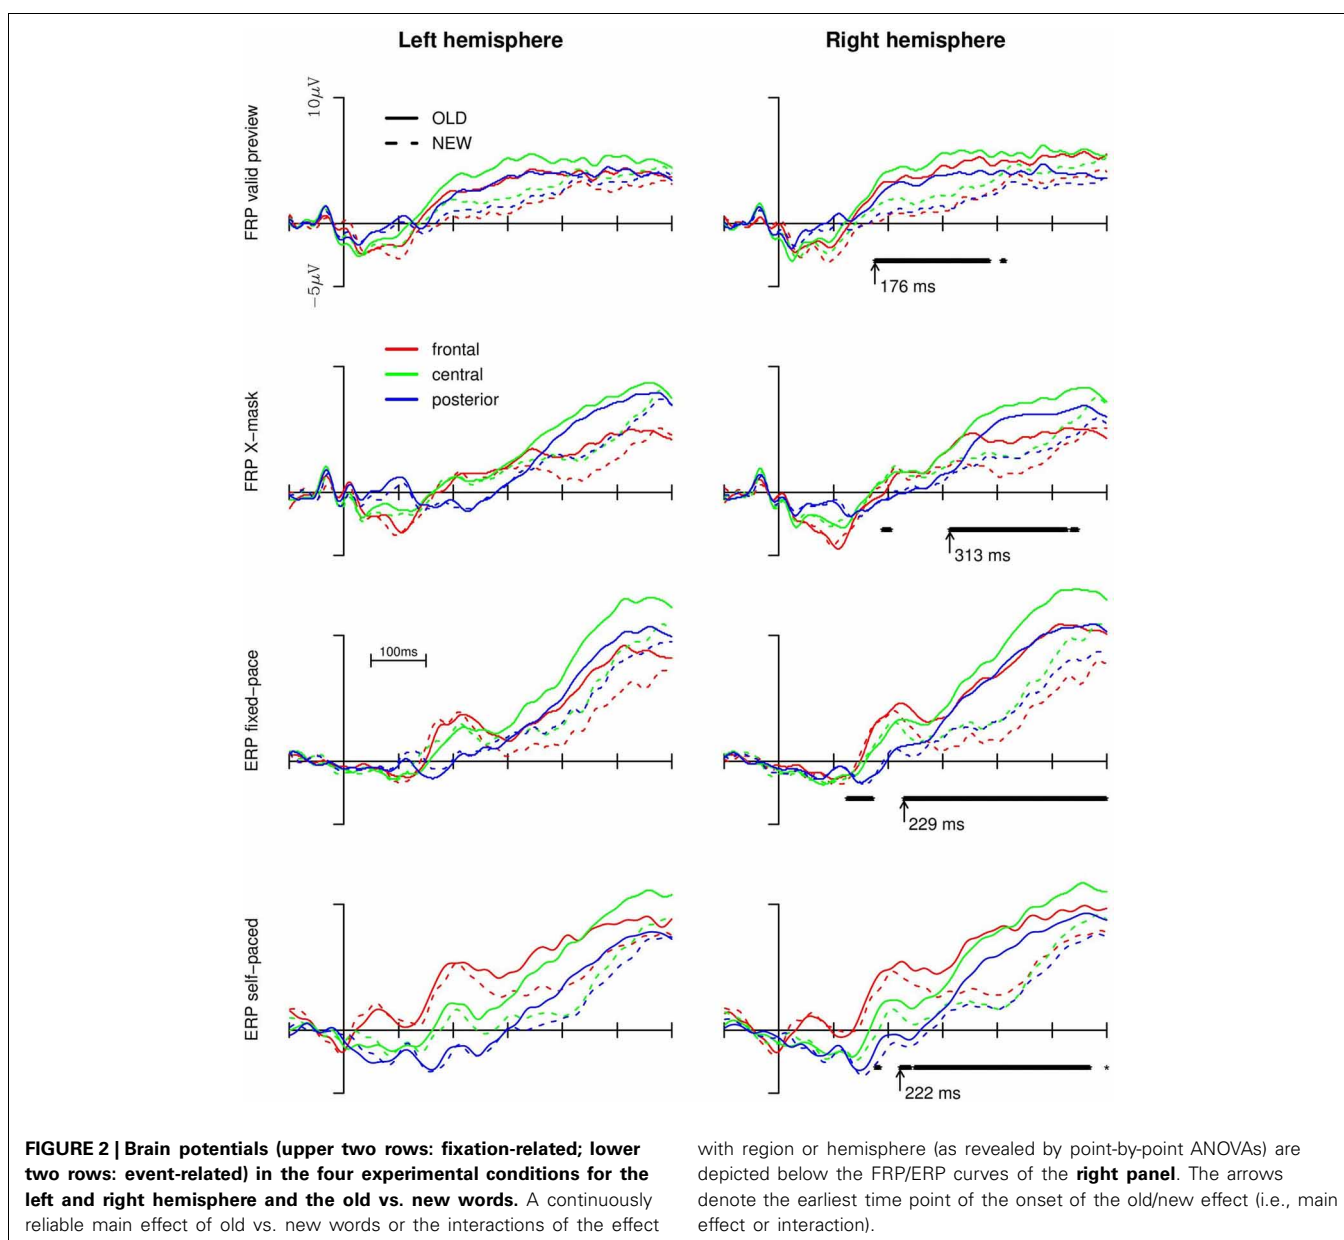 Left hemisphere
Right hemisphere
FRP valid preview
10µV
−5µV
OLD
NEW
176 ms
FRP X−mask
frontal
central
posterior
313 ms
ERP fixed−pace
100ms
229 ms
ERP self−paced
*
222 ms
FIGURE 2 | Brain potentials (upper two rows: fixation-related; lower
two rows: event-related) in the four experimental conditions for the
left and right hemisphere and the old vs. new words. A continuously
reliable main effect of old vs. new words or the interactions of the effect
with region or hemisphere (as revealed by point-by-point ANOVAs) are
depicted below the FRP/ERP curves of the right panel. The arrows
denote the earliest time point of the onset of the old/new effect (i.e., main
effect or interaction).